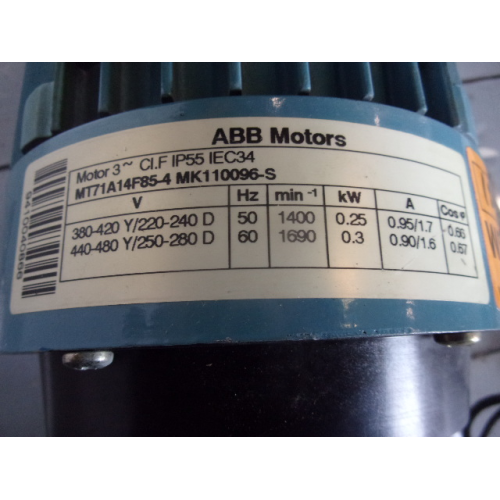 ABB Motors
Motor 3~ Cl.F IP55 IEC34
MT71A14F85-4 MK110096-S
V Hz min -1 kW A Cos φ
380-420 Y/220-240 D 50 1400 0.25 0.95/1.7 0.66
440-480 Y/250-280 D 60 1690 0.3 0.90/1.6 0.67